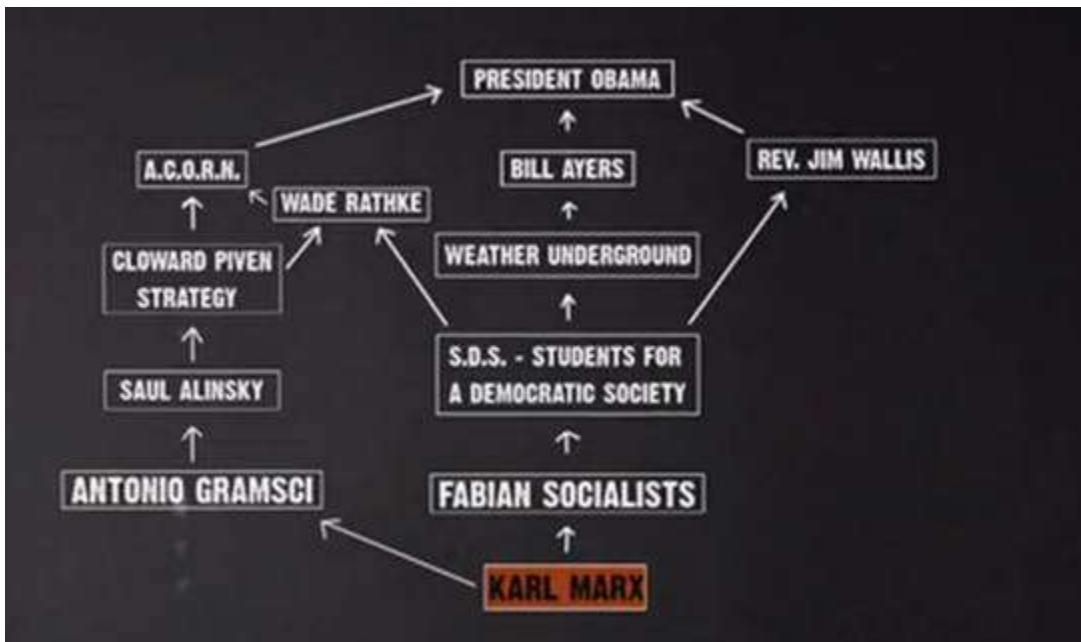 PRESIDENT OBAMA
A.C.O.R.N.
BILL AYERS
REV. JIM WALLIS
WADE RATHKE
CLOWARD PIVEN
STRATEGY
WEATHER UNDERGROUND
SAUL ALINSKY
S.D.S. - STUDENTS FOR
A DEMOCRATIC SOCIETY
ANTONIO GRAMSCI
FABIAN SOCIALISTS
KARL MARX